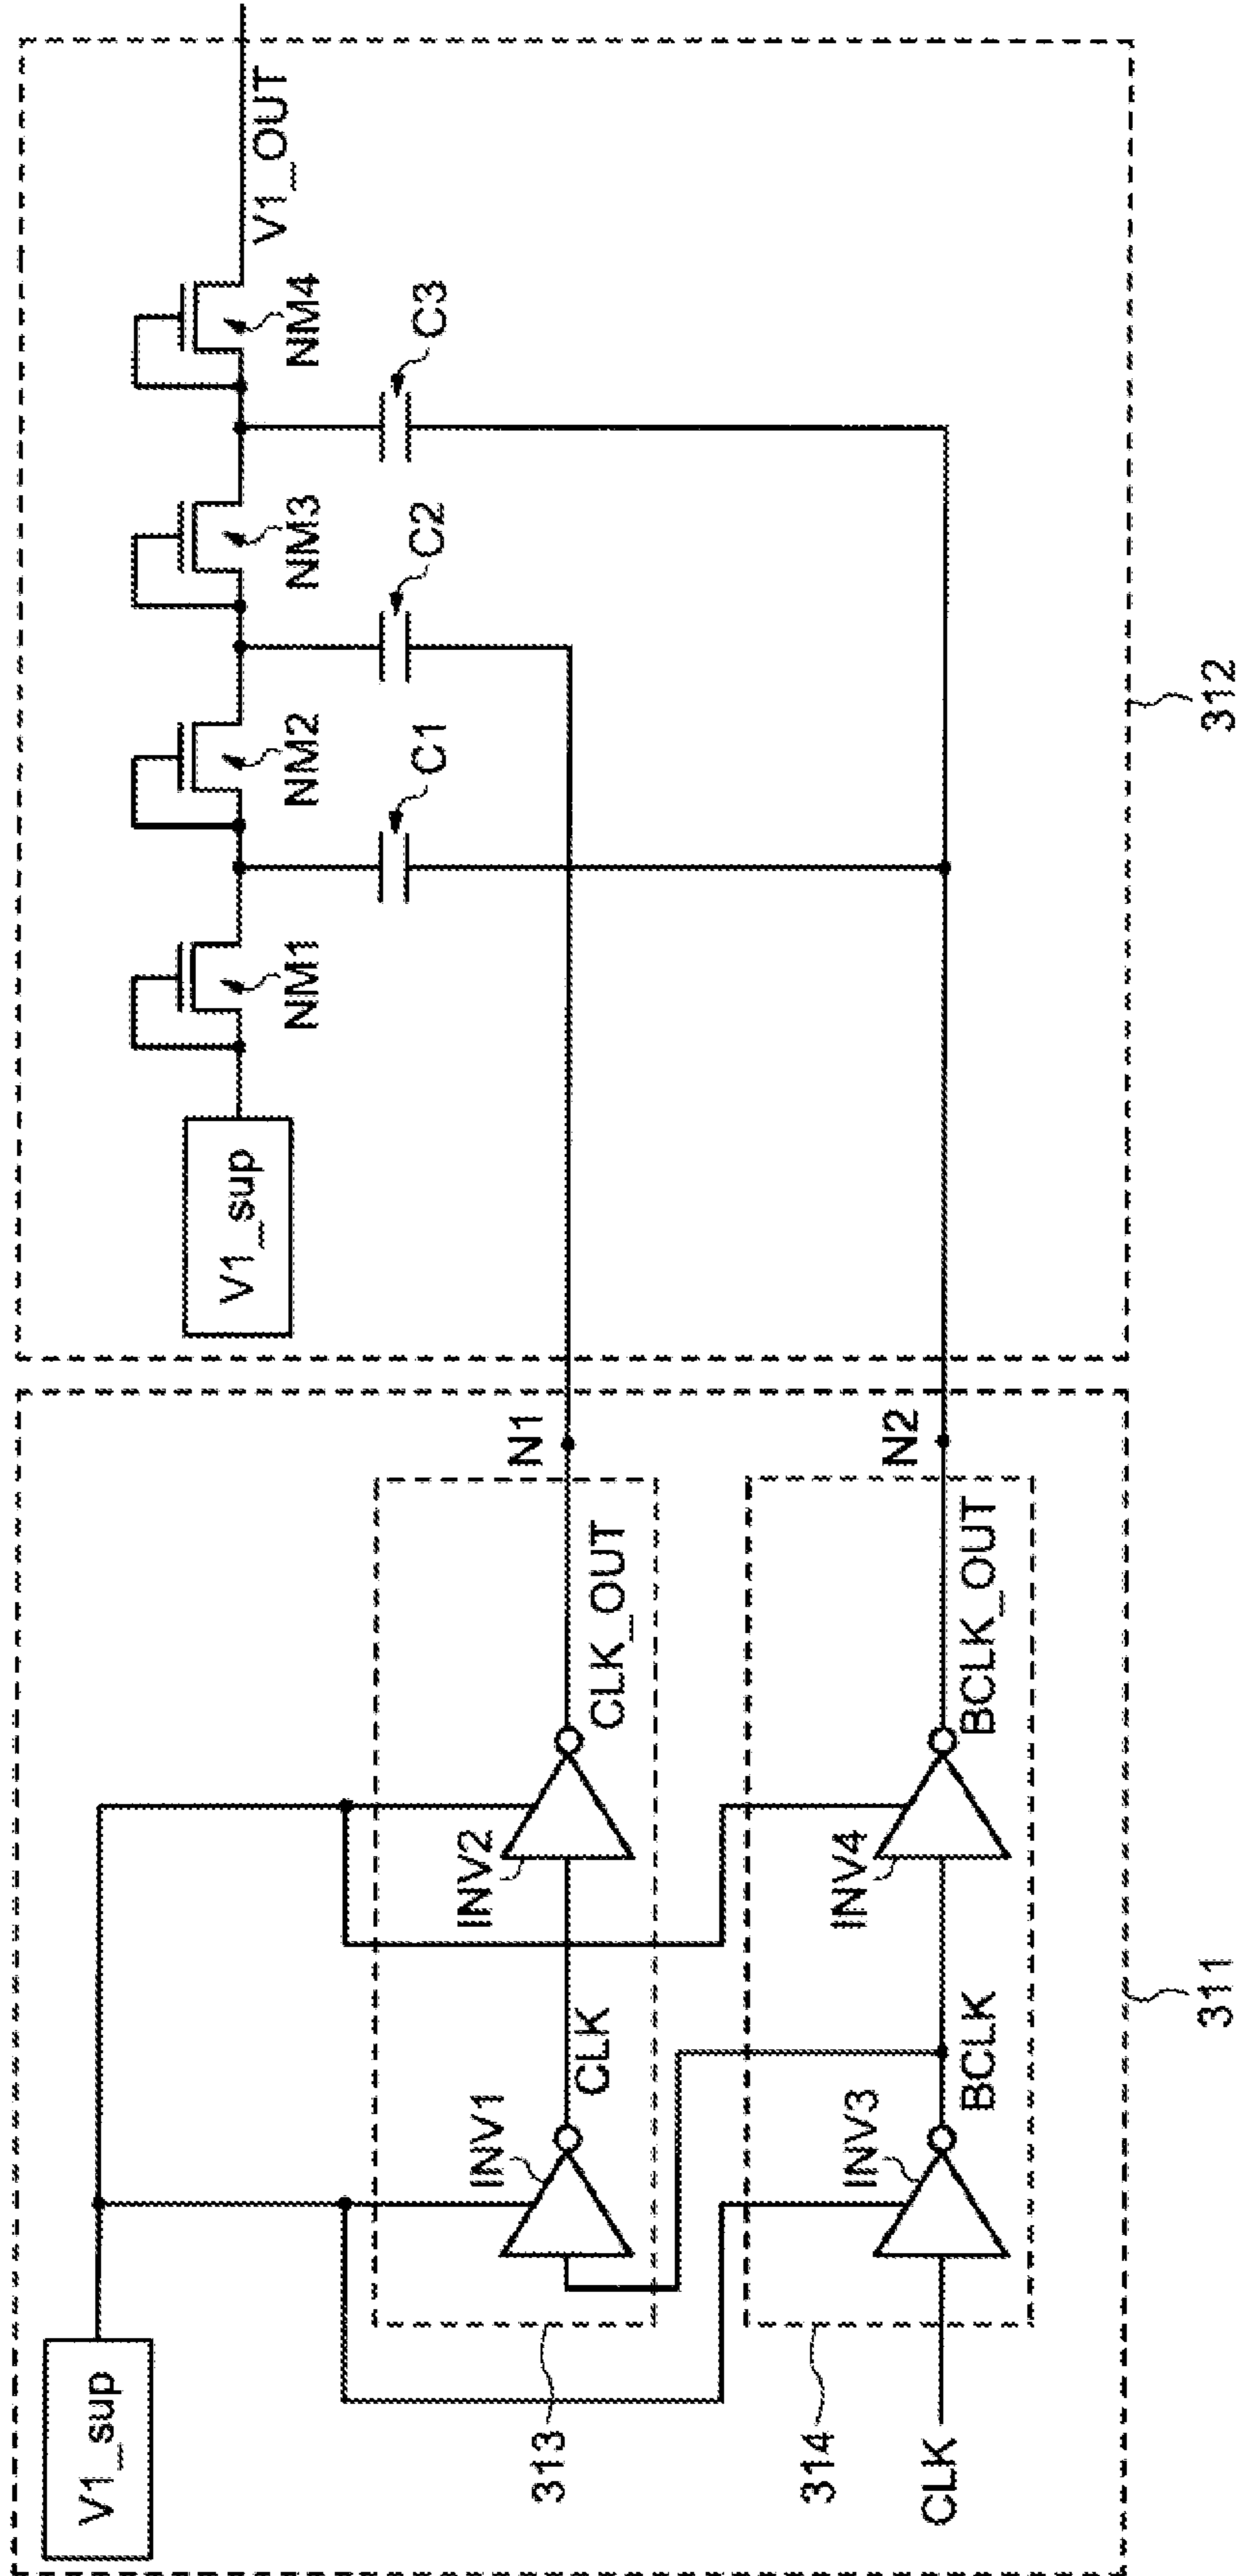 V1_sup
V1_sup
NM1
NM2
NM3
NM4
V1_OUT
C1
C2
C3
INV1
CLK
INV2
CLK_OUT
N1
313
INV3
BCLK
INV4
BCLK_OUT
N2
314
CLK
311
312